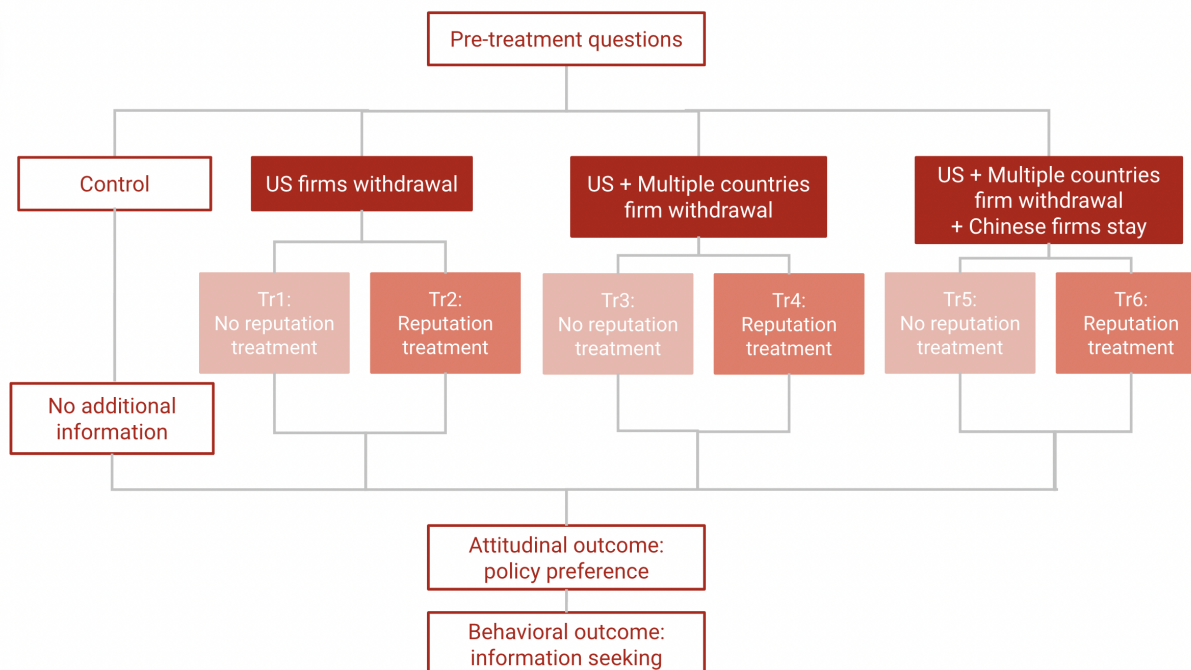 Pre-treatment questions
Control
US firms withdrawal
US + Multiple countries
firm withdrawal
US + Multiple countries
firm withdrawal
+ Chinese firms stay
Tr1:
No reputation
treatment
Tr2:
Reputation
treatment
Tr3:
No reputation
treatment
Tr4:
Reputation
treatment
Tr5:
No reputation
treatment
Tr6:
Reputation
treatment
No additional
information
Attitudinal outcome:
policy preference
Behavioral outcome:
information seeking